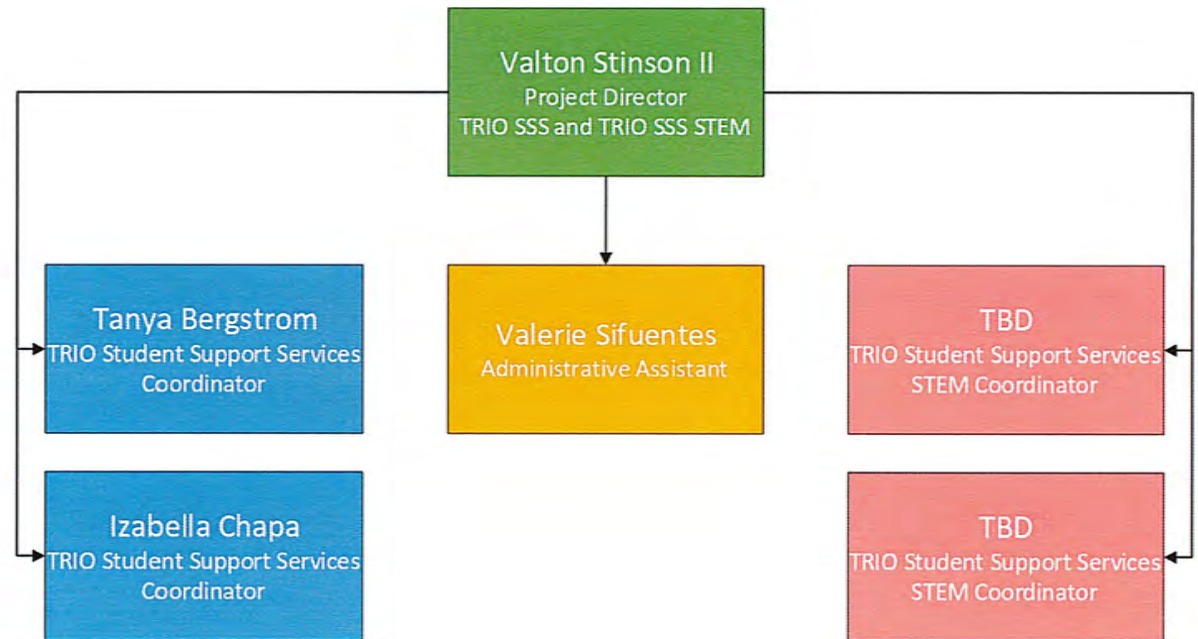 Valton Stinson II
Project Director
TRIO SSS and TRIO SSS STEM
Tanya Bergstrom
TRIO Student Support Services
Coordinator
Valerie Sifuentes
Administrative Assistant
TBD
TRIO Student Support Services
STEM Coordinator
Izabella Chapa
TRIO Student Support Services
Coordinator
TBD
TRIO Student Support Services
STEM Coordinator